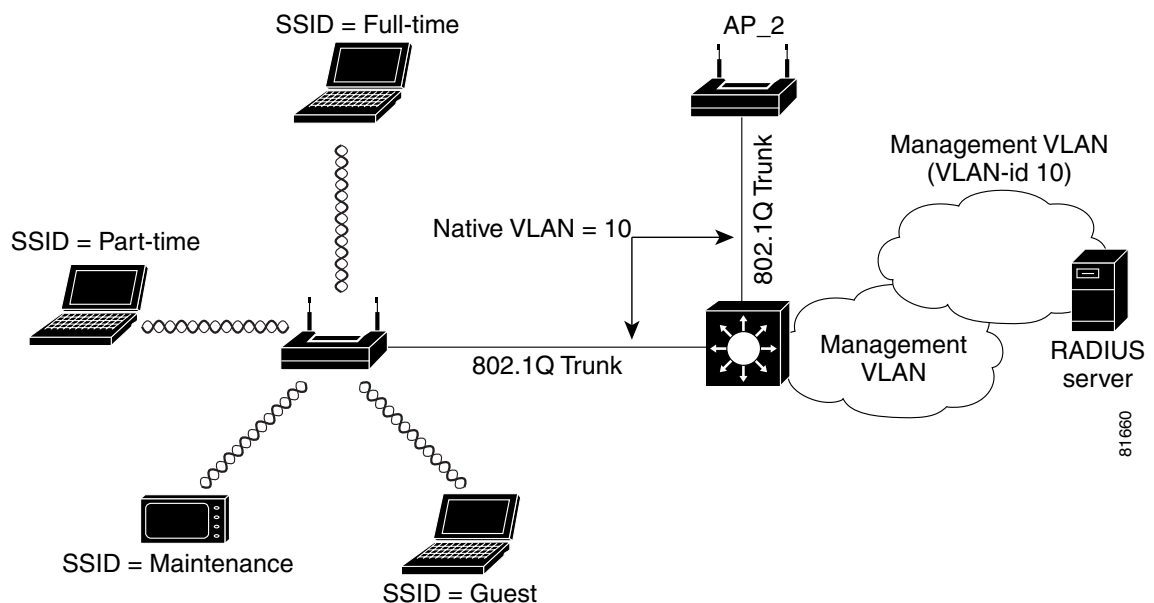 SSID = Full-time
AP_2
Management VLAN
(VLAN-id 10)
802.1Q Trunk
Native VLAN = 10
SSID = Part-time
802.1Q Trunk
Management
VLAN
RADIUS
server
81660
SSID = Maintenance
SSID = Guest